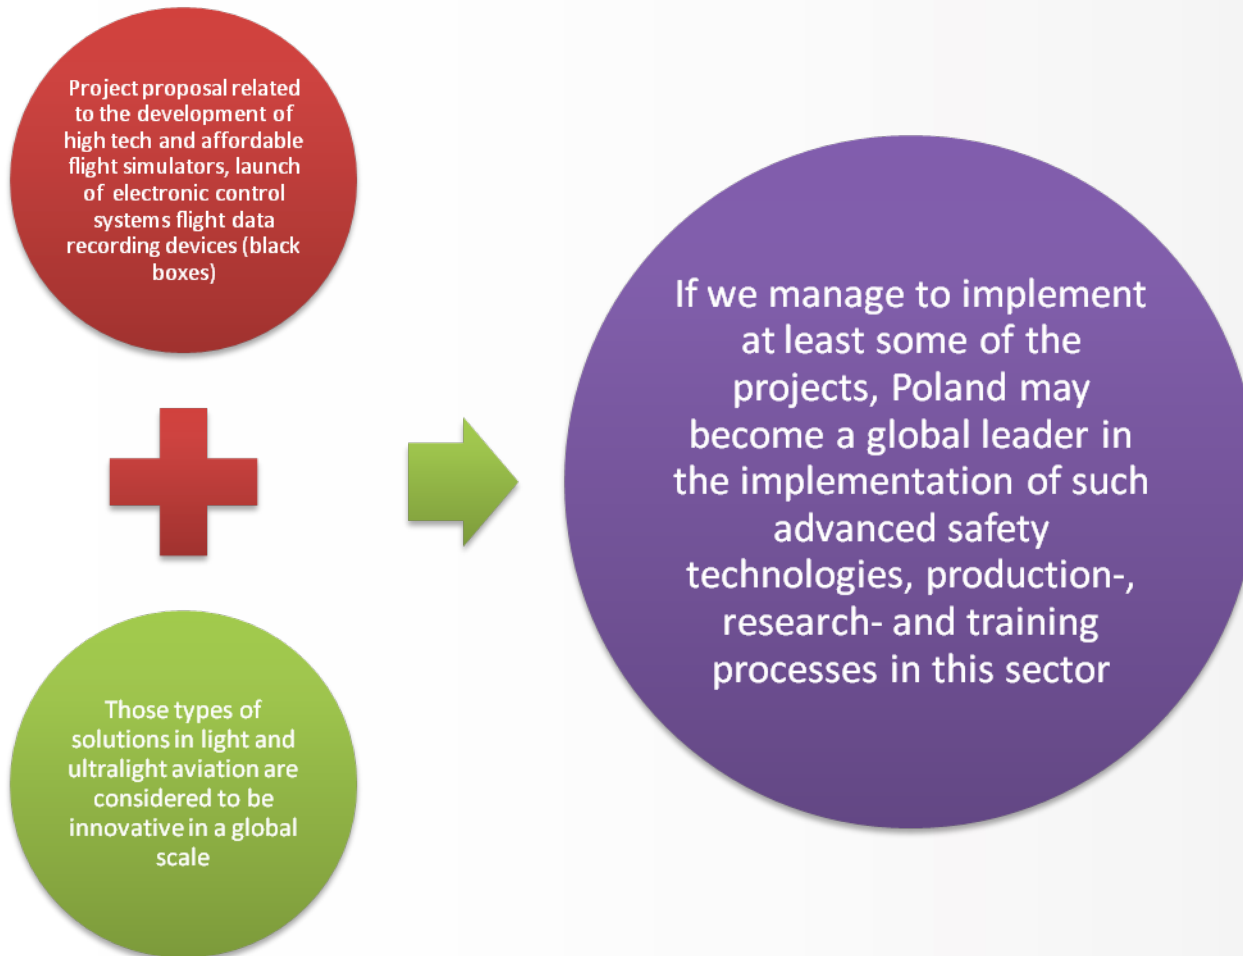 Project proposal related
to the development of
high tech and affordable
flight simulators, launch
of electronic control
systems flight data
recording devices (black
boxes)
Those types of
solutions in light and
ultralight aviation are
considered to be
innovative in a global
scale
If we manage to implement
at least some of the
projects, Poland may
become a global leader in
the implementation of such
advanced safety
technologies, production-,
research- and training
processes in this sector